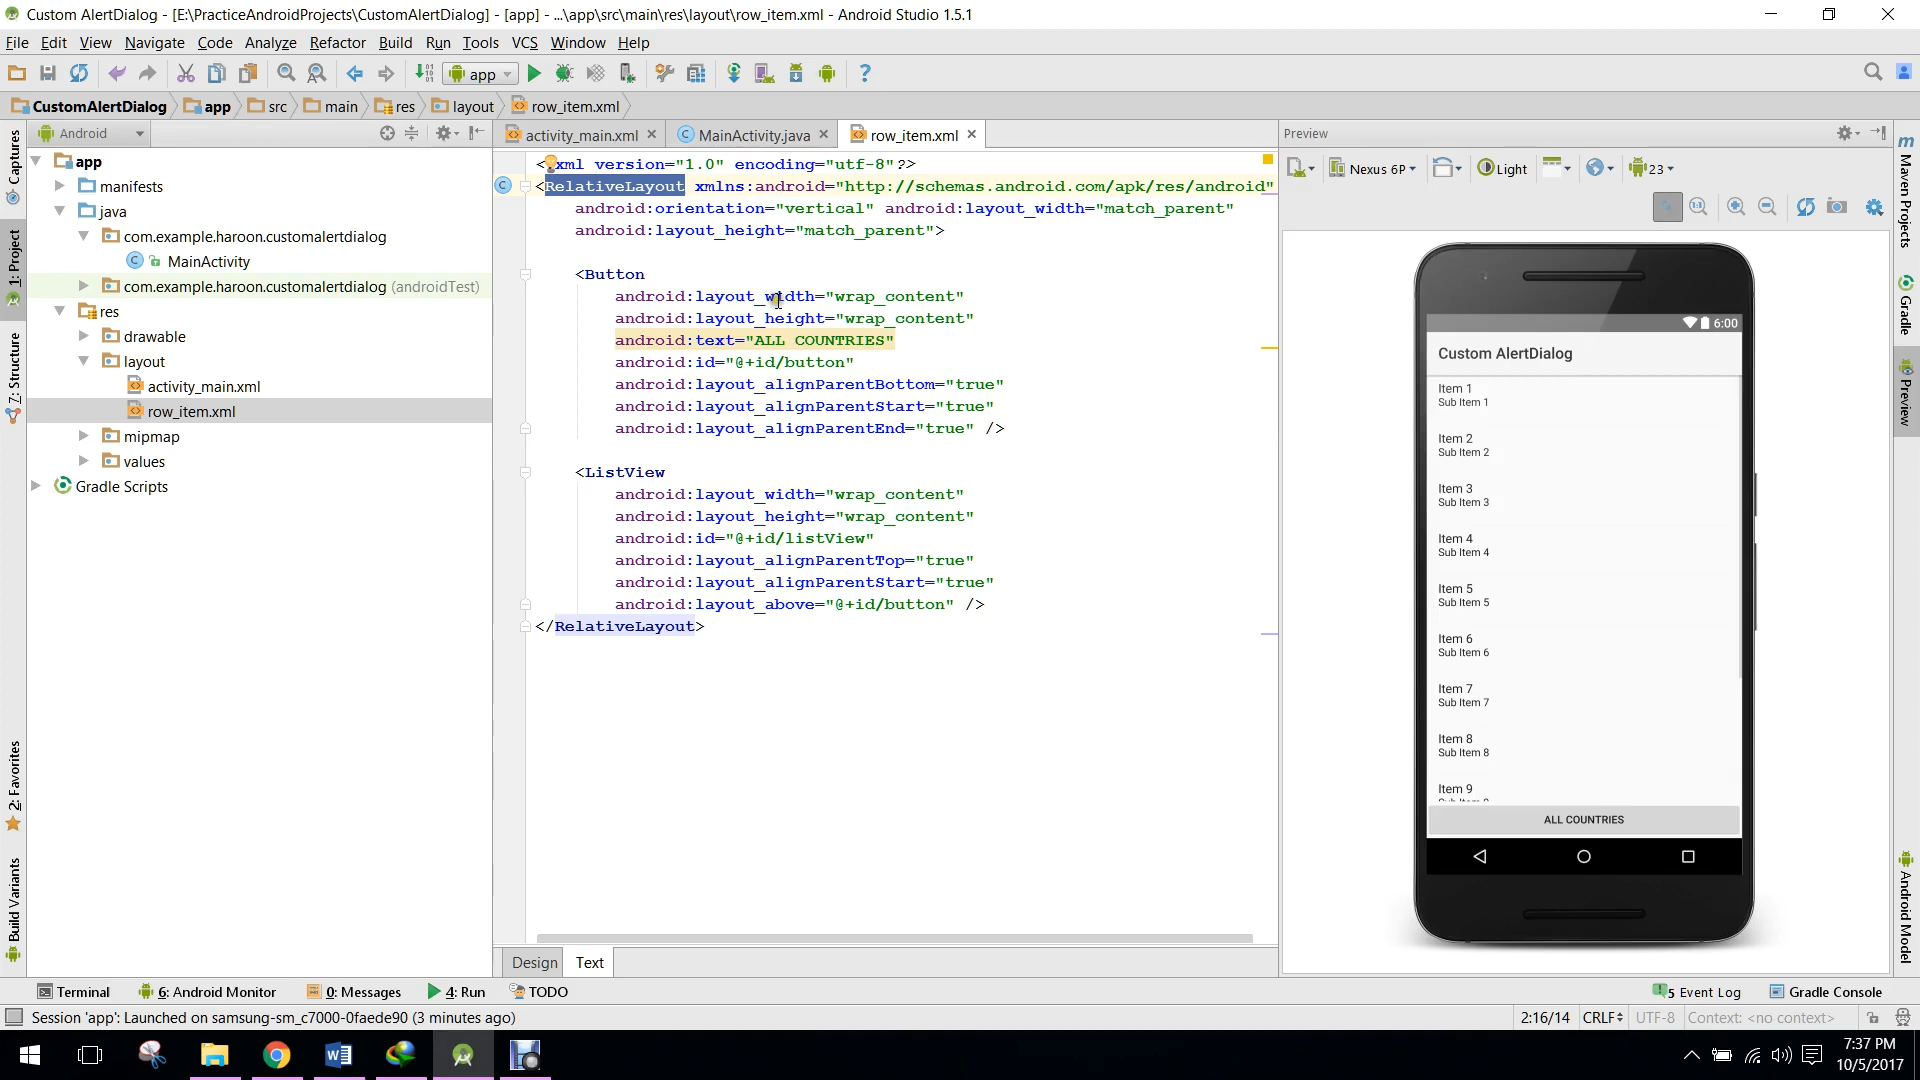 Custom AlertDialog - [E:\PracticeAndroidProjects\CustomAlertDialog] - [app] - ...\app\src\main\res\layout\row_item.xml - Android Studio 1.5.1
File Edit View Navigate Code Analyze Refactor Build Run Tools VCS Window Help
app
CustomAlertDialog app src main res layout row_item.xml
Android
activity_main.xml MainActivity.java row_item.xml
Captures
1: Project
7: Structure
2: Favorites
Build Variants
app
manifests
java
com.example.haroon.customalertdialog
MainActivity
com.example.haroon.customalertdialog (androidTest)
res
drawable
layout
activity_main.xml
row_item.xml
mipmap
values
Gradle Scripts
xml version="1.0" encoding="utf-8"?>
<RelativeLayout xmlns:android="http://schemas.android.com/apk/res/android"
android:orientation="vertical" android:layout_width="match_parent"
android:layout_height="match_parent">
<Button
android:layout_width="wrap_content"
android:layout_height="wrap_content"
android:text="ALL COUNTRIES"
android:id="@+id/button"
android:layout_alignParentBottom="true"
android:layout_alignParentStart="true"
android:layout_alignParentEnd="true" />
<ListView
android:layout_width="wrap_content"
android:layout_height="wrap_content"
android:id="@+id/listView"
android:layout_alignParentTop="true"
android:layout_alignParentStart="true"
android:layout_above="@+id/button" />
</RelativeLayout>
Design Text
Preview
Nexus 6P Light 23
6:00
Custom AlertDialog
Item 1
Sub Item 1
Item 2
Sub Item 2
Item 3
Sub Item 3
Item 4
Sub Item 4
Item 5
Sub Item 5
Item 6
Sub Item 6
Item 7
Sub Item 7
Item 8
Sub Item 8
Item 9
ALL COUNTRIES
Maven Projects
Gradle
Preview
Android Model
Terminal 6: Android Monitor 0: Messages 4: Run TODO 5 Event Log Gradle Console
Session 'app': Launched on samsung-sm_c7000-0faede90 (3 minutes ago) 2:16/14 CRLF UTF-8 Context: <no context>
7:37 PM
10/5/2017